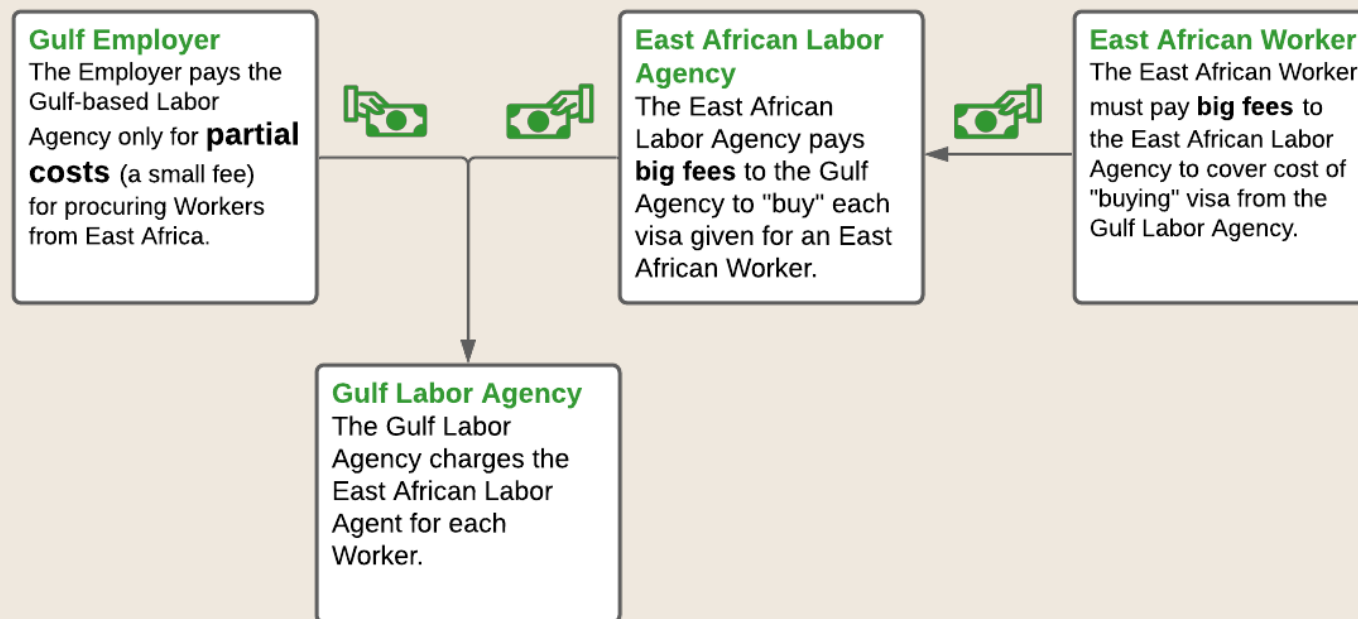 Gulf Employer
The Employer pays the
Gulf-based Labor
Agency only for partial
costs (a small fee)
for procuring Workers
from East Africa.
East African Labor
Agency
The East African
Labor Agency pays
big fees to the Gulf
Agency to "buy" each
visa given for an East
African Worker.
East African Worker
The East African Worker
must pay big fees to
the East African Labor
Agency to cover cost of
"buying" visa from the
Gulf Labor Agency.
Gulf Labor Agency
The Gulf Labor
Agency charges the
East African Labor
Agent for each
Worker.